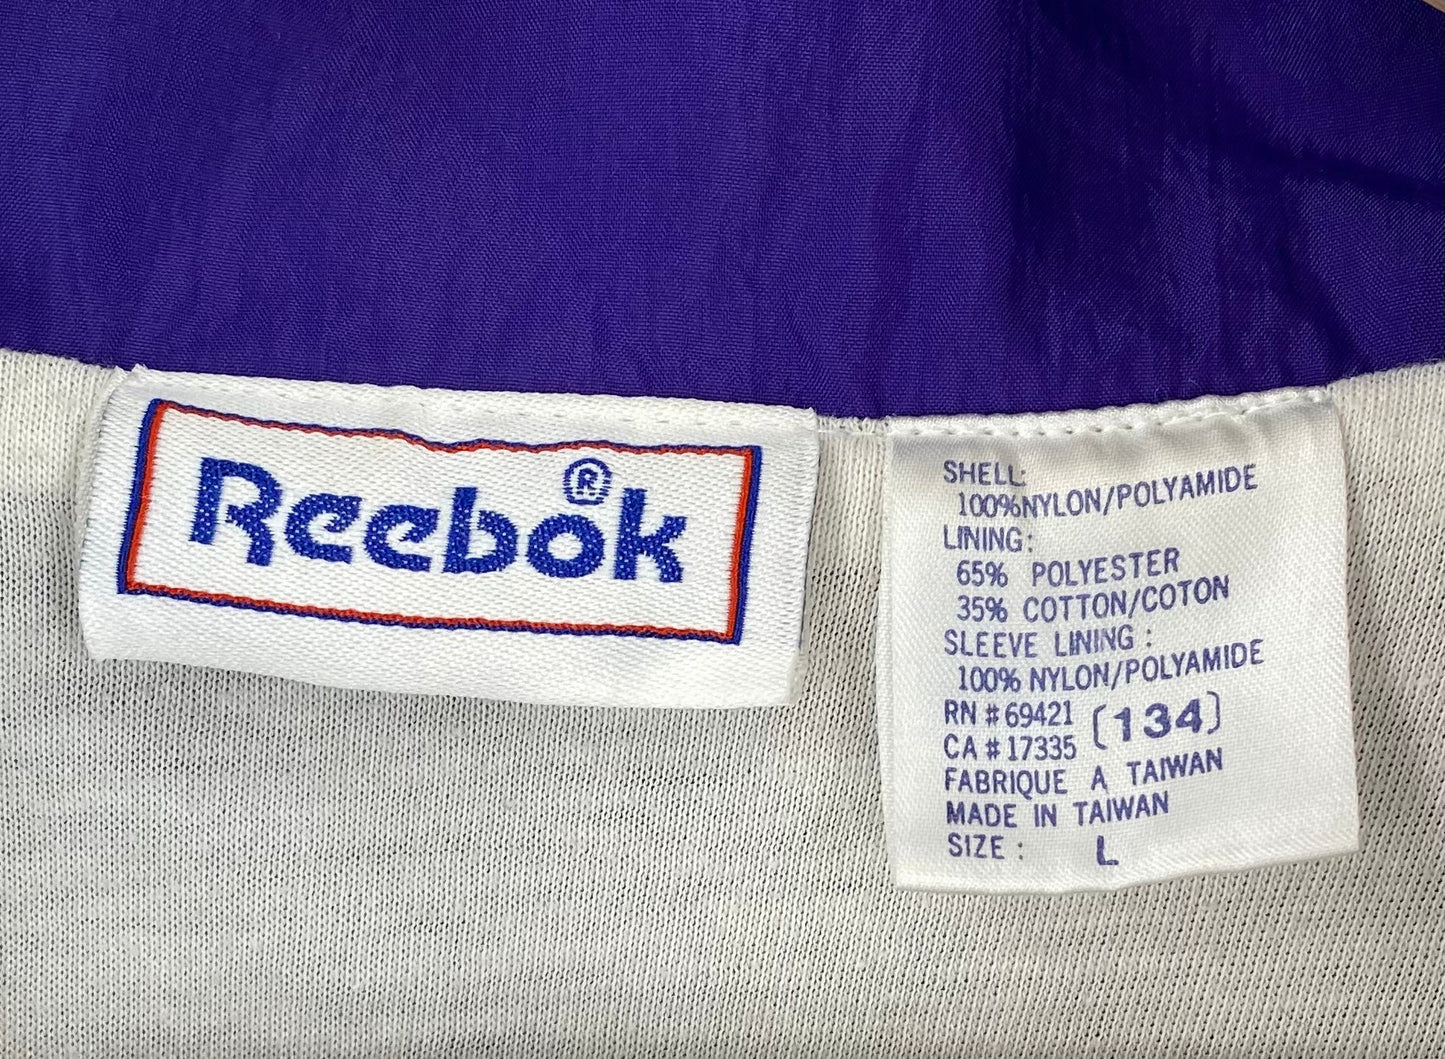 Reebok®
SHELL:
100%NYLON/POLYAMIDE
LINING:
65% POLYESTER
35% COTTON/COTON
SLEEVE LINING :
100% NYLON/POLYAMIDE
RN # 69421 (134)
CA # 17335
FABRIQUE A TAIWAN
MADE IN TAIWAN
SIZE : L